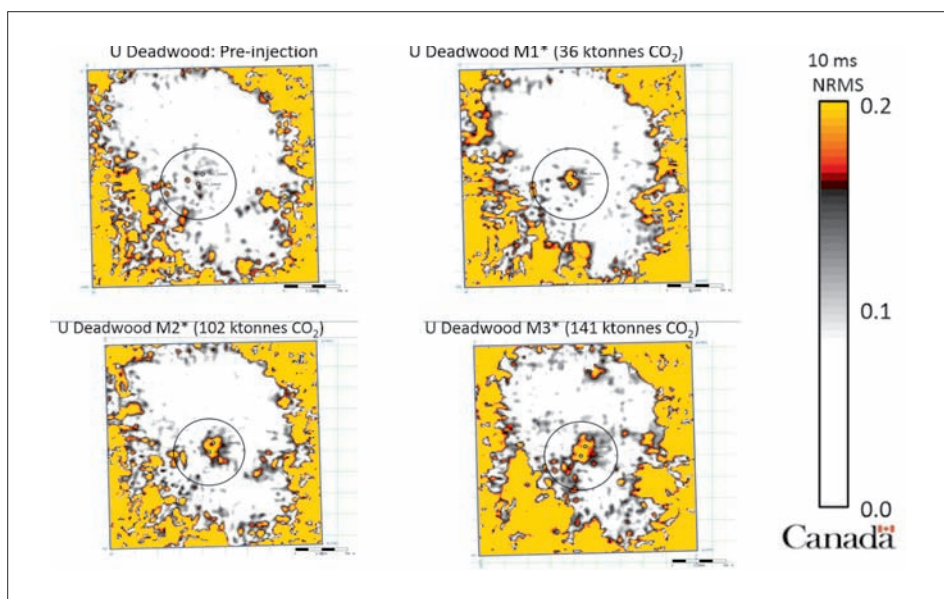 U Deadwood: Pre-injection
U Deadwood M1* (36 ktonnes CO₂)
10 ms
NRMS
0.2
0.1
0.0
U Deadwood M2* (102 ktonnes CO₂)
U Deadwood M3* (141 ktonnes CO₂)
Canada